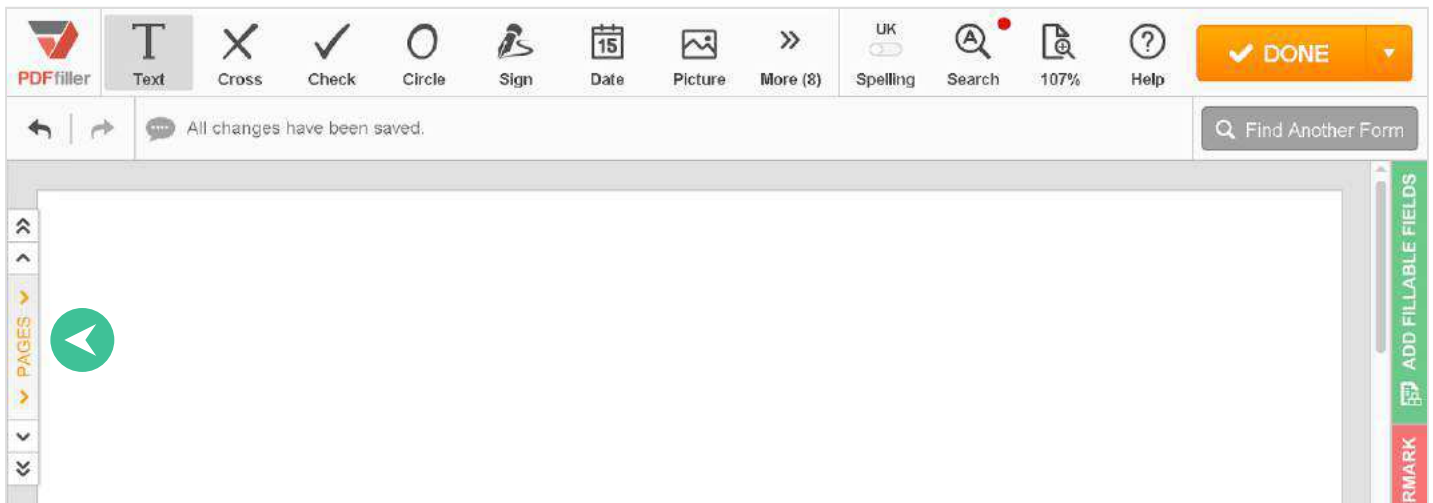 PDFfiller
T
Text
Cross
Check
Circle
Sign
15
Date
Picture
More (8)
UK
Spelling
A
Search
107%
Help
DONE
All changes have been saved.
Find Another Form
PAGES
ADD FILLABLE FIELDS
RMARK